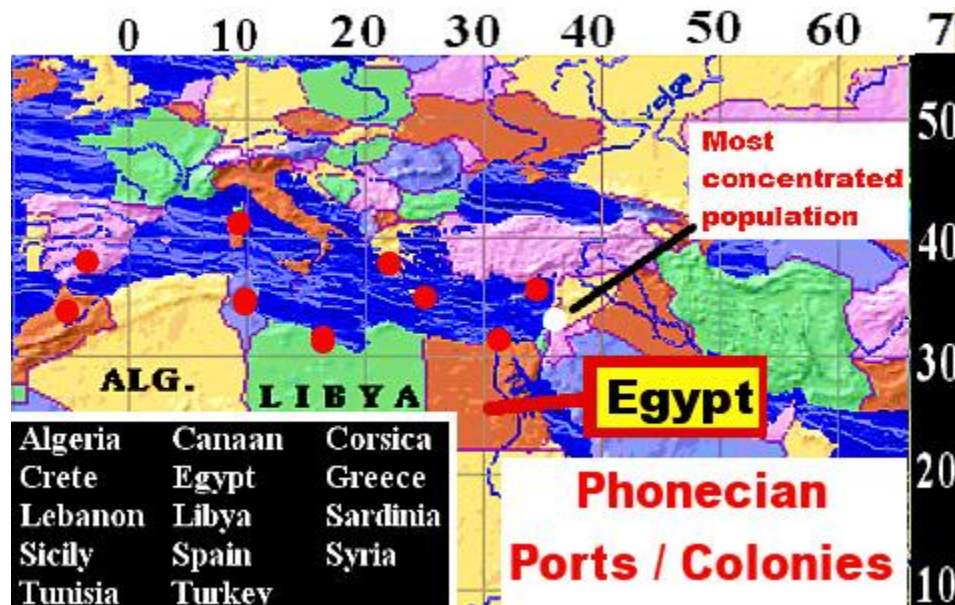 0 10 20 30 40 50 60 7
Volga
50
Most
concentrated
population
40
30
ALG.
LIBYA
Egypt
Algeria Canaan Corsica
Crete Egypt Greece
Lebanon Libya Sardinia
Sicily Spain Syria
Tunisia Turkey
Phonecian
Ports / Colonies
20
10